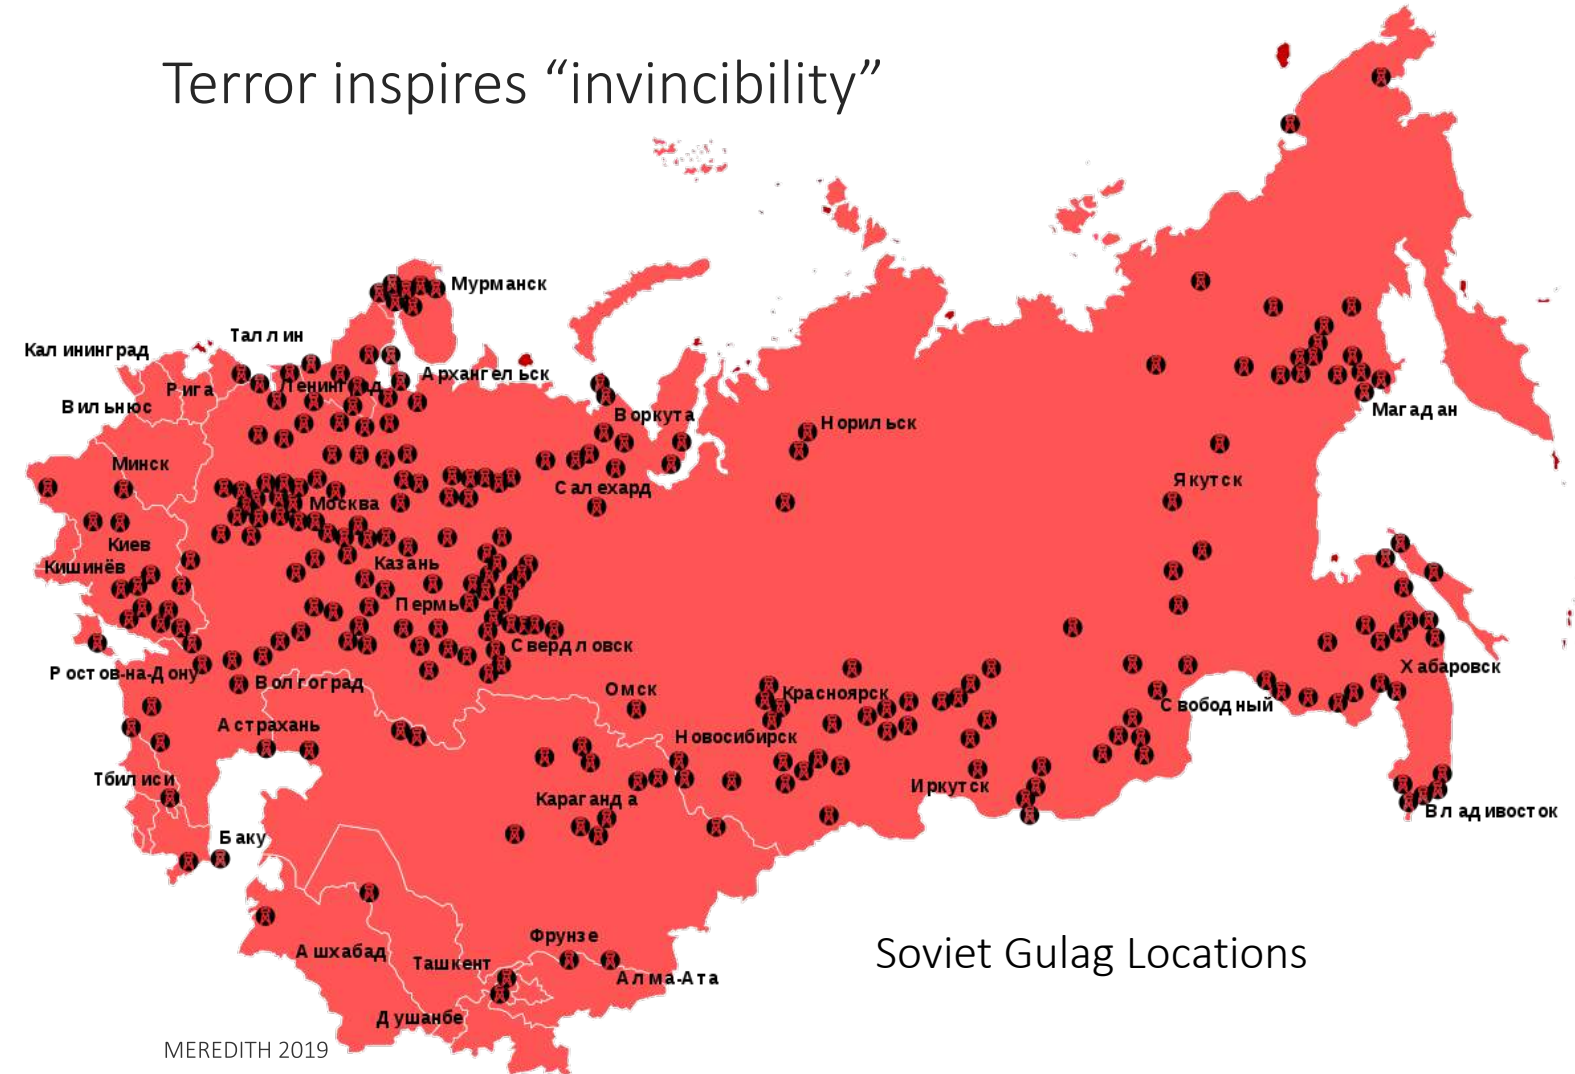 Terror inspires “invincibility”
Мурманск
Таллин
Калининград
Архангельск
Рига
Ленинград
Вильнюс
Воркута
Норильск
Магадан
Минск
Якутск
Салехард
Москва
Киев
Казань
Кишинёв
Пермь
Свердловск
Хабаровск
Ростов-на-Дону
Волгоград
Омск
Красноярск
Свободный
Астрахань
Новосибирск
Тбилиси
Иркутск
Караганда
Владивосток
Баку
Фрунзе
Ашхабад
Ташкент
Алма-Ата
Душанбе
Soviet Gulag Locations
MEREDITH 2019